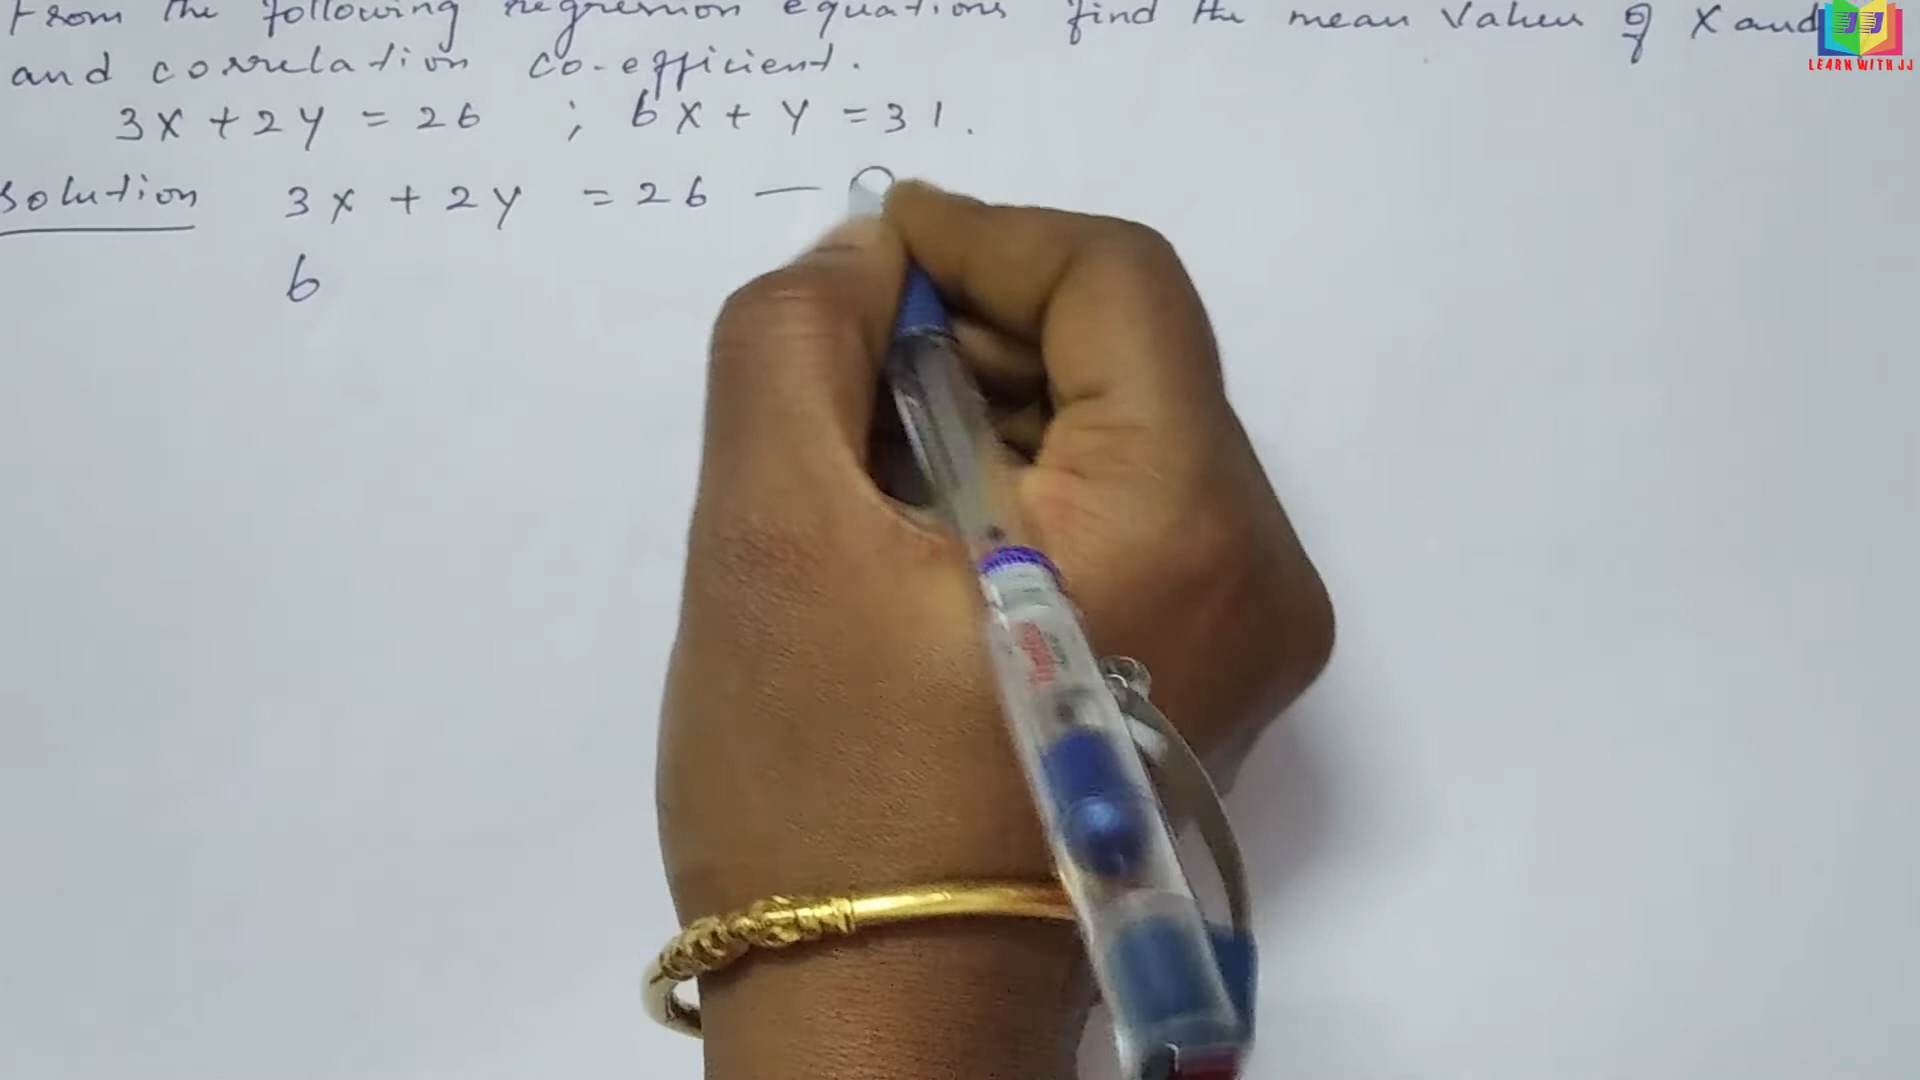 From the following regression equations find the mean Values of X and
and correlation co-efficient.
3X + 2Y = 26 ; 6X + Y = 31.
Solution 3X + 2Y = 26 —
6
LEARN WITH JJ